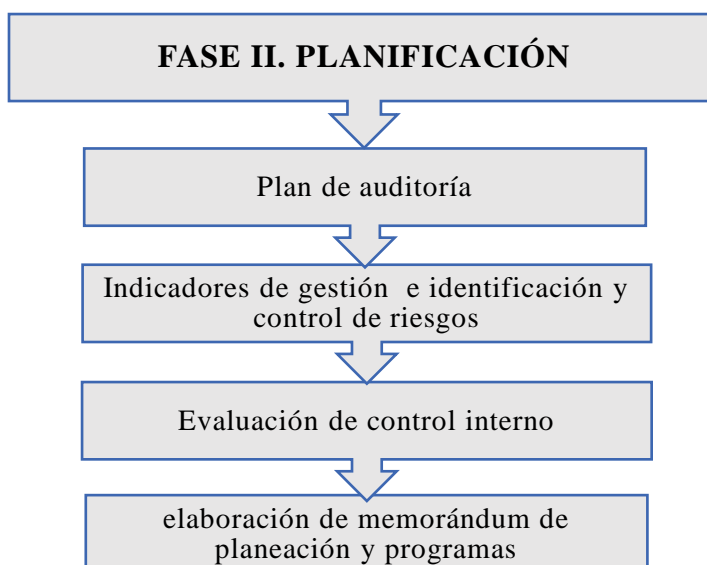 FASE II. PLANIFICACIÓN
Plan de auditoría
Indicadores de gestión e identificación y
control de riesgos
Evaluación de control interno
elaboración de memorándum de
planeación y programas